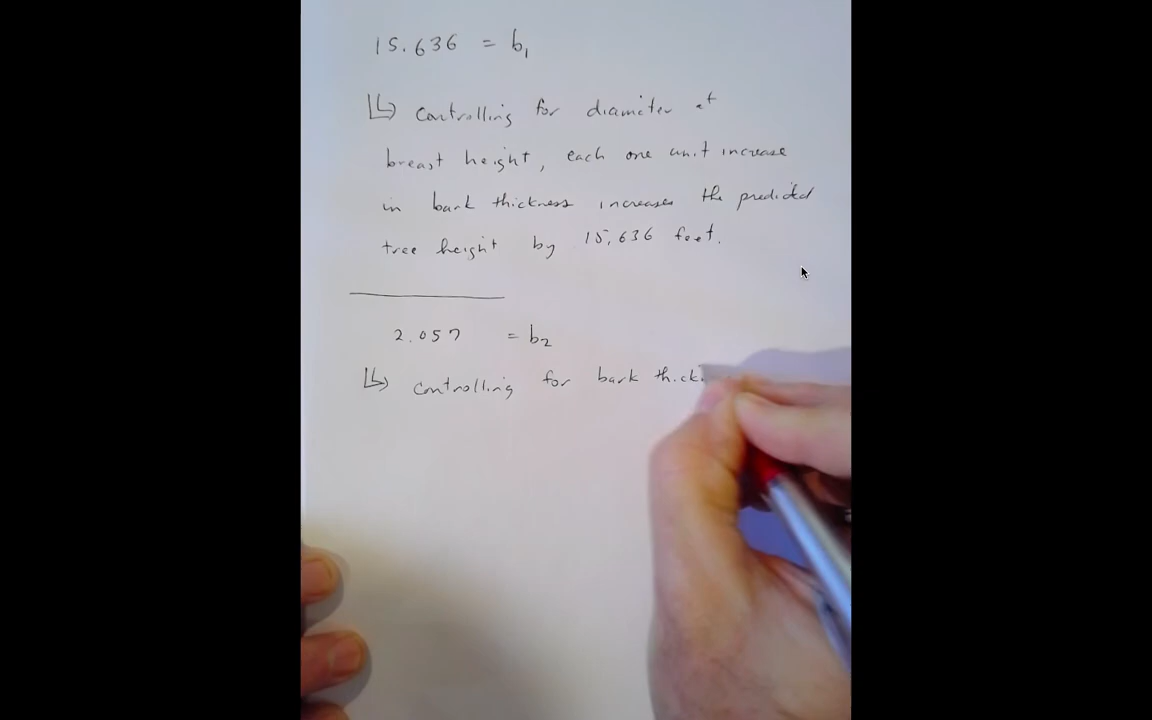 15.636 = b₁
↳ Controlling for diameter at
breast height, each one unit increase
in bark thickness increases the predicted
tree height by 15.636 feet.
2.057 = b₂
↳ controlling for bark thick